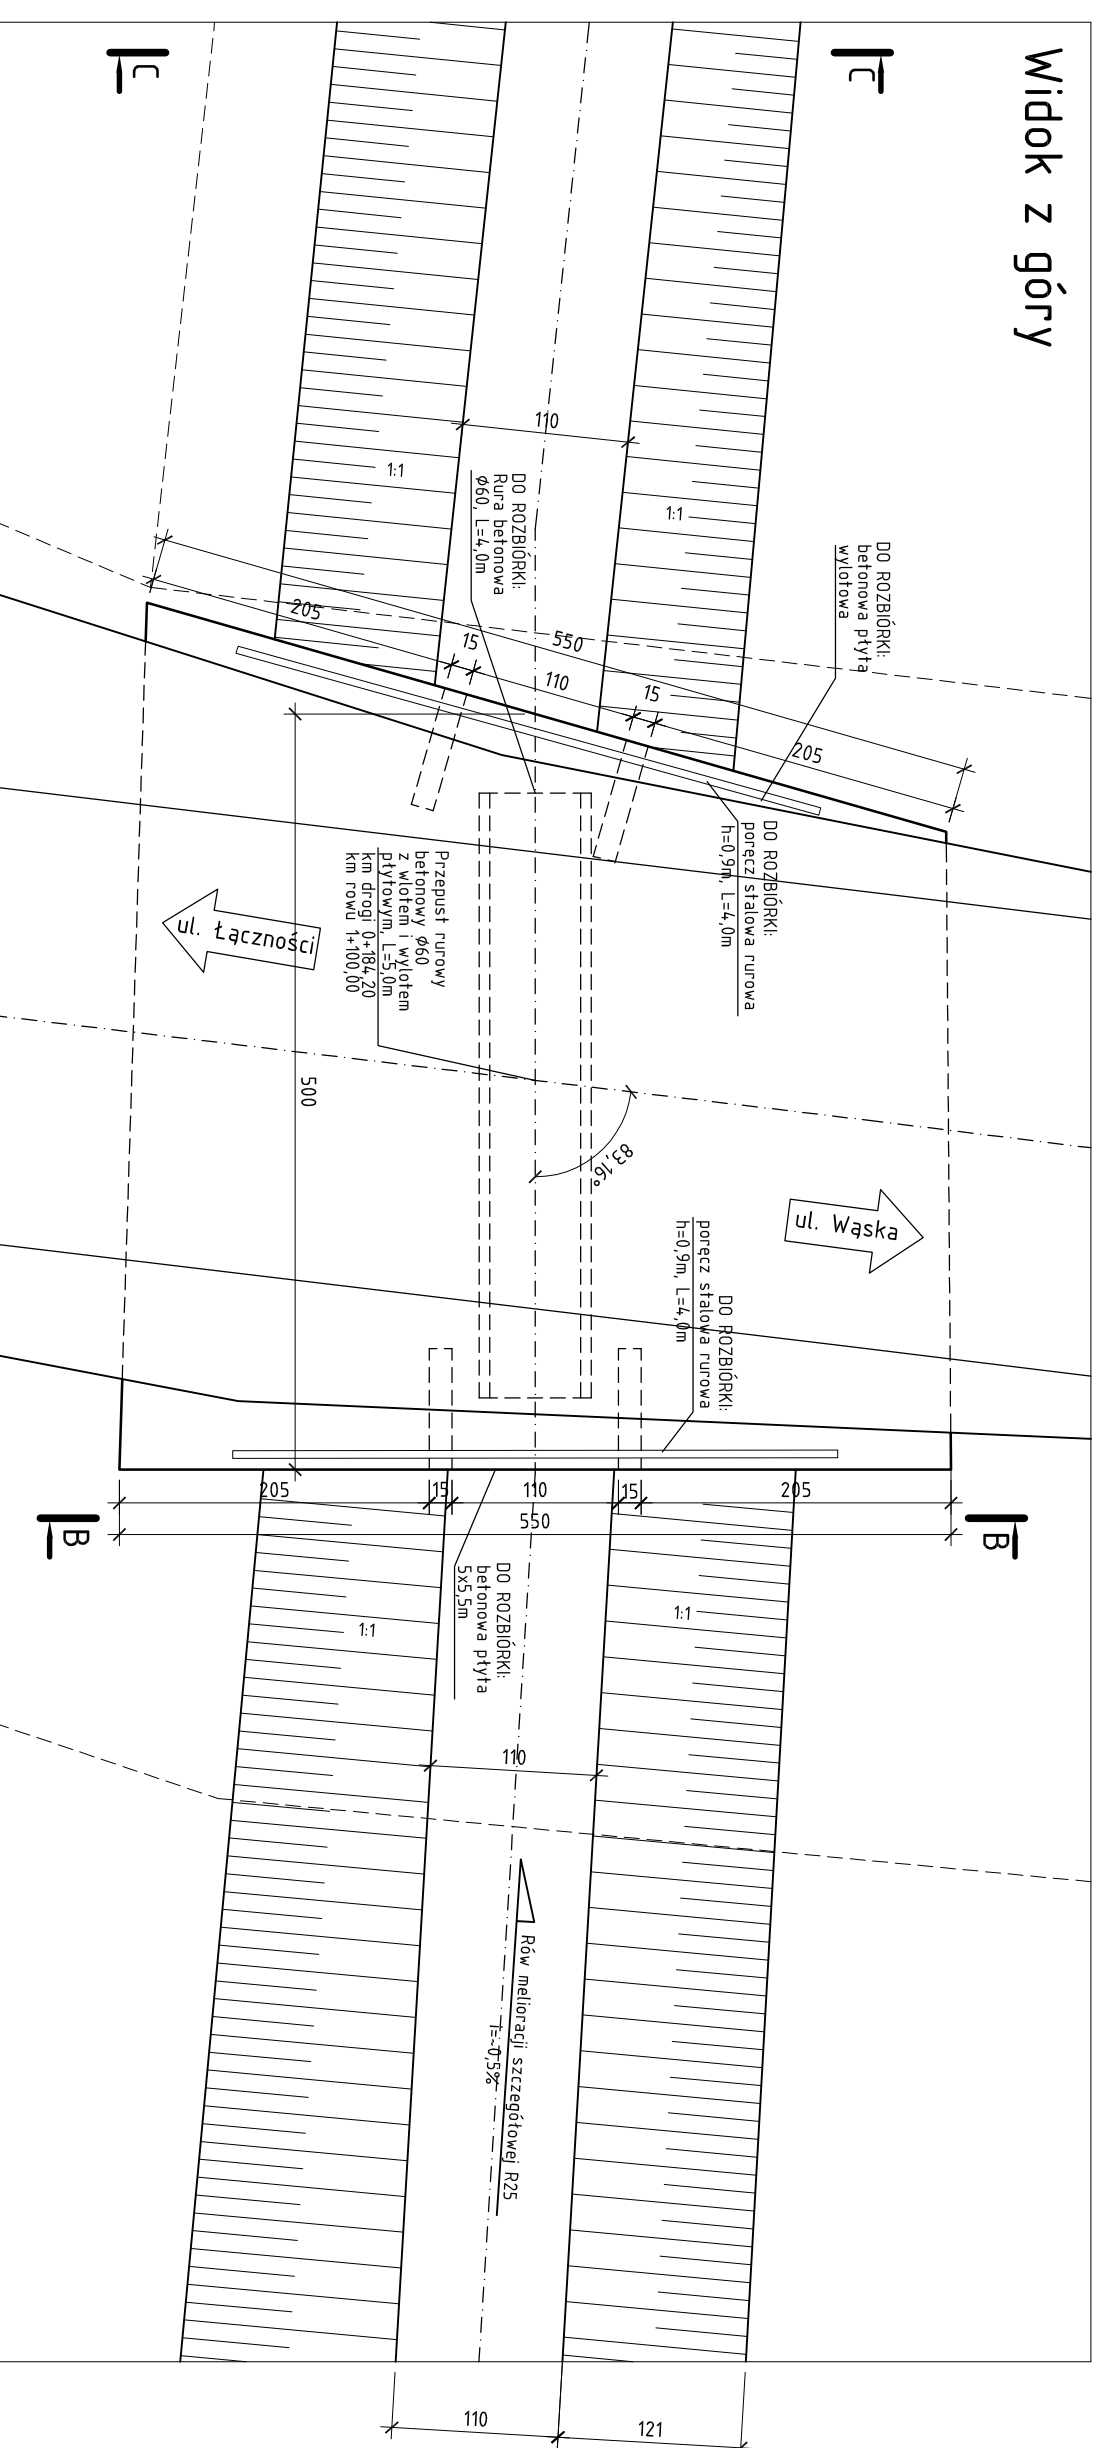 Widok z góry
C
C
110
1:1
1:1
DO ROZBIÓRKI:
Rura betonowa
ϕ60, L=4,0m
DO ROZBIÓRKI:
betonowa płyta
wylotowa
205
15
550
110
15
205
DO ROZBIÓRKI:
poręcz stalowa rurowa
h=0,9m, L=4,0m
Przepust rurowy
betonowy ϕ60
z wlotem i wylotem
płytowym, L=5,0m
km drogi 0+184,20
km rowu 1+100,00
ul. Łączności
500
83,16°
ul. Wąska
DO ROZBIÓRKI:
poręcz stalowa rurowa
h=0,9m, L=4,0m
205
15
110
15
205
550
B
B
DO ROZBIÓRKI:
betonowa płyta
5x5,5m
1:1
1:1
110
Rów melioracji szczegółowej R25
i=~0,5%
110
121